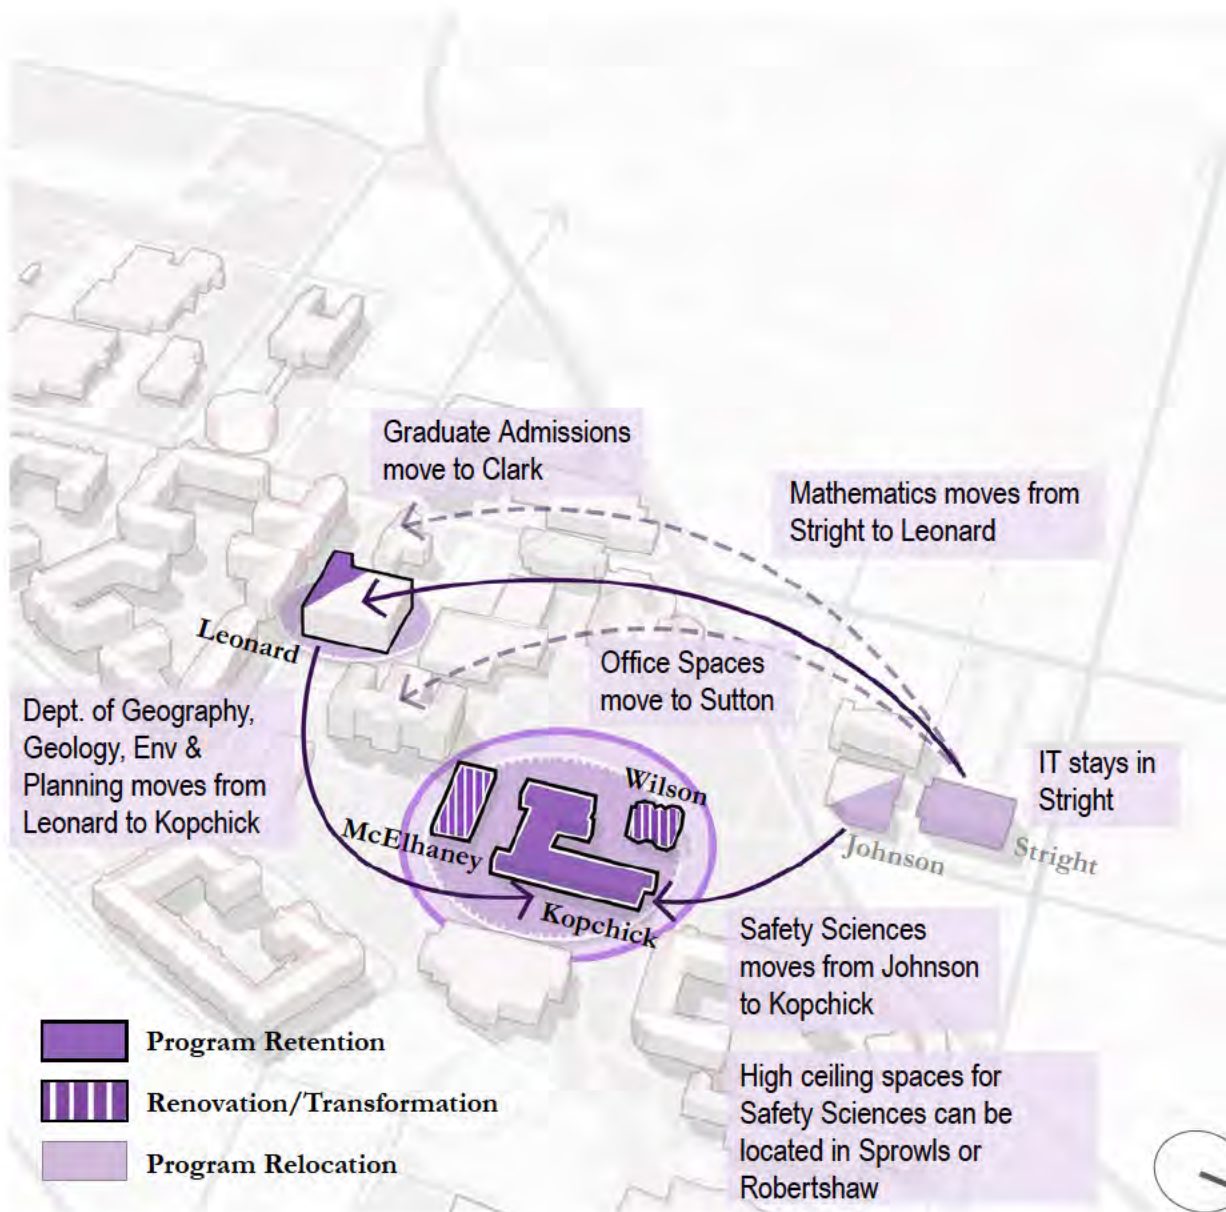 Graduate Admissions
move to Clark
Mathematics moves from
Stright to Leonard
Leonard
Office Spaces
move to Sutton
Dept. of Geography,
Geology, Env &
Planning moves from
Leonard to Kopchick
IT stays in
Stright
Wilson
McElhaney
Kopchick
Johnson
Stright
Safety Sciences
moves from Johnson
to Kopchick
High ceiling spaces for
Safety Sciences can be
located in Sprowls or
Robertshaw
Program Retention
Renovation/Transformation
Program Relocation